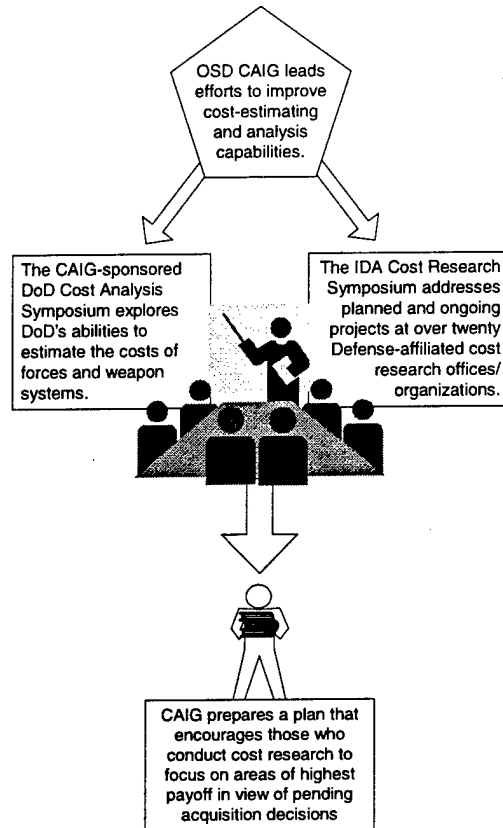 OSD CAIG leads
efforts to improve
cost-estimating
and analysis
capabilities.
The CAIG-sponsored
DoD Cost Analysis
Symposium explores
DoD's abilities to
estimate the costs of
forces and weapon
systems.
The IDA Cost Research
Symposium addresses
planned and ongoing
projects at over twenty
Defense-affiliated cost
research offices/
organizations.
CAIG prepares a plan that
encourages those who
conduct cost research to
focus on areas of highest
payoff in view of pending
acquisition decisions